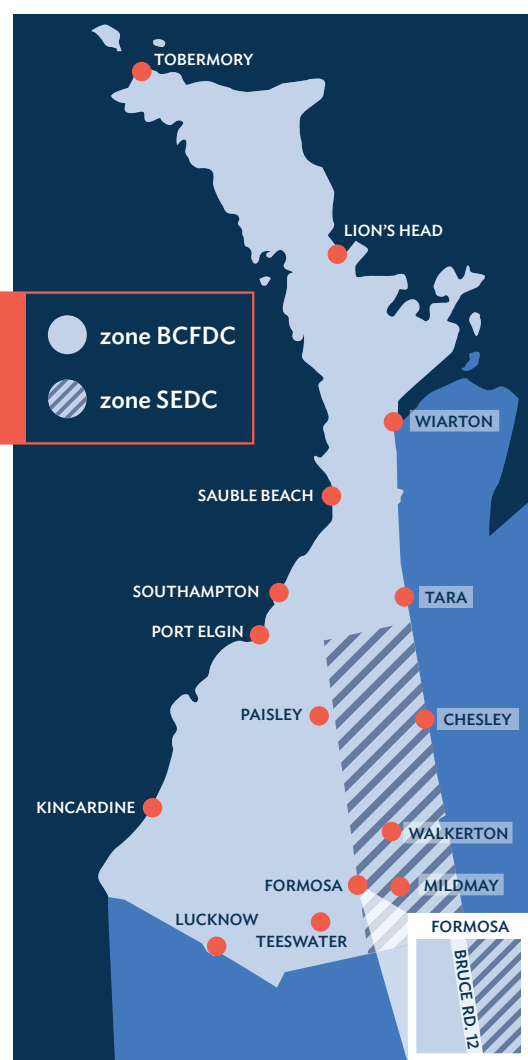 TOBERMORY
LION'S HEAD
zone BCFDC
zone SEDC
WIARTON
SAUBLE BEACH
SOUTHAMPTON
TARA
PORT ELGIN
PAISLEY
CHESLEY
KINCARDINE
WALKERTON
FORMOSA
MILDMAY
LUCKNOW
TEESWATER
FORMOSA
BRUCE RD. 12